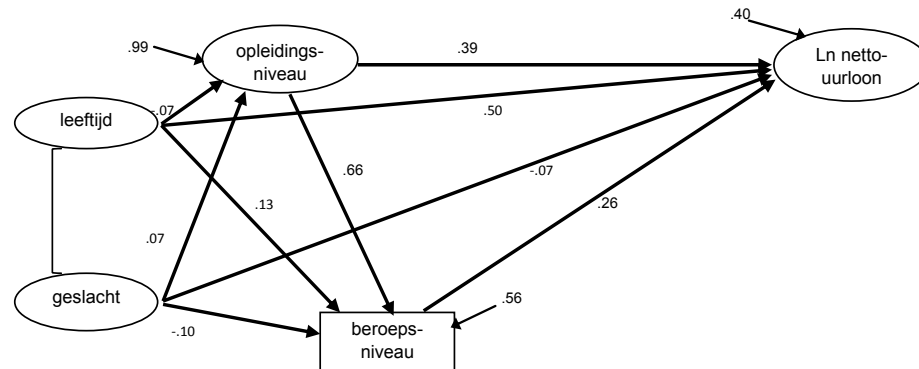 .40
.99
opleidings-
niveau
.39
Ln netto-
uurloon
-.07
leeftijd
.50
.66
-.07
.13
.26
.07
geslacht
.56
-.10
beroeps-
niveau